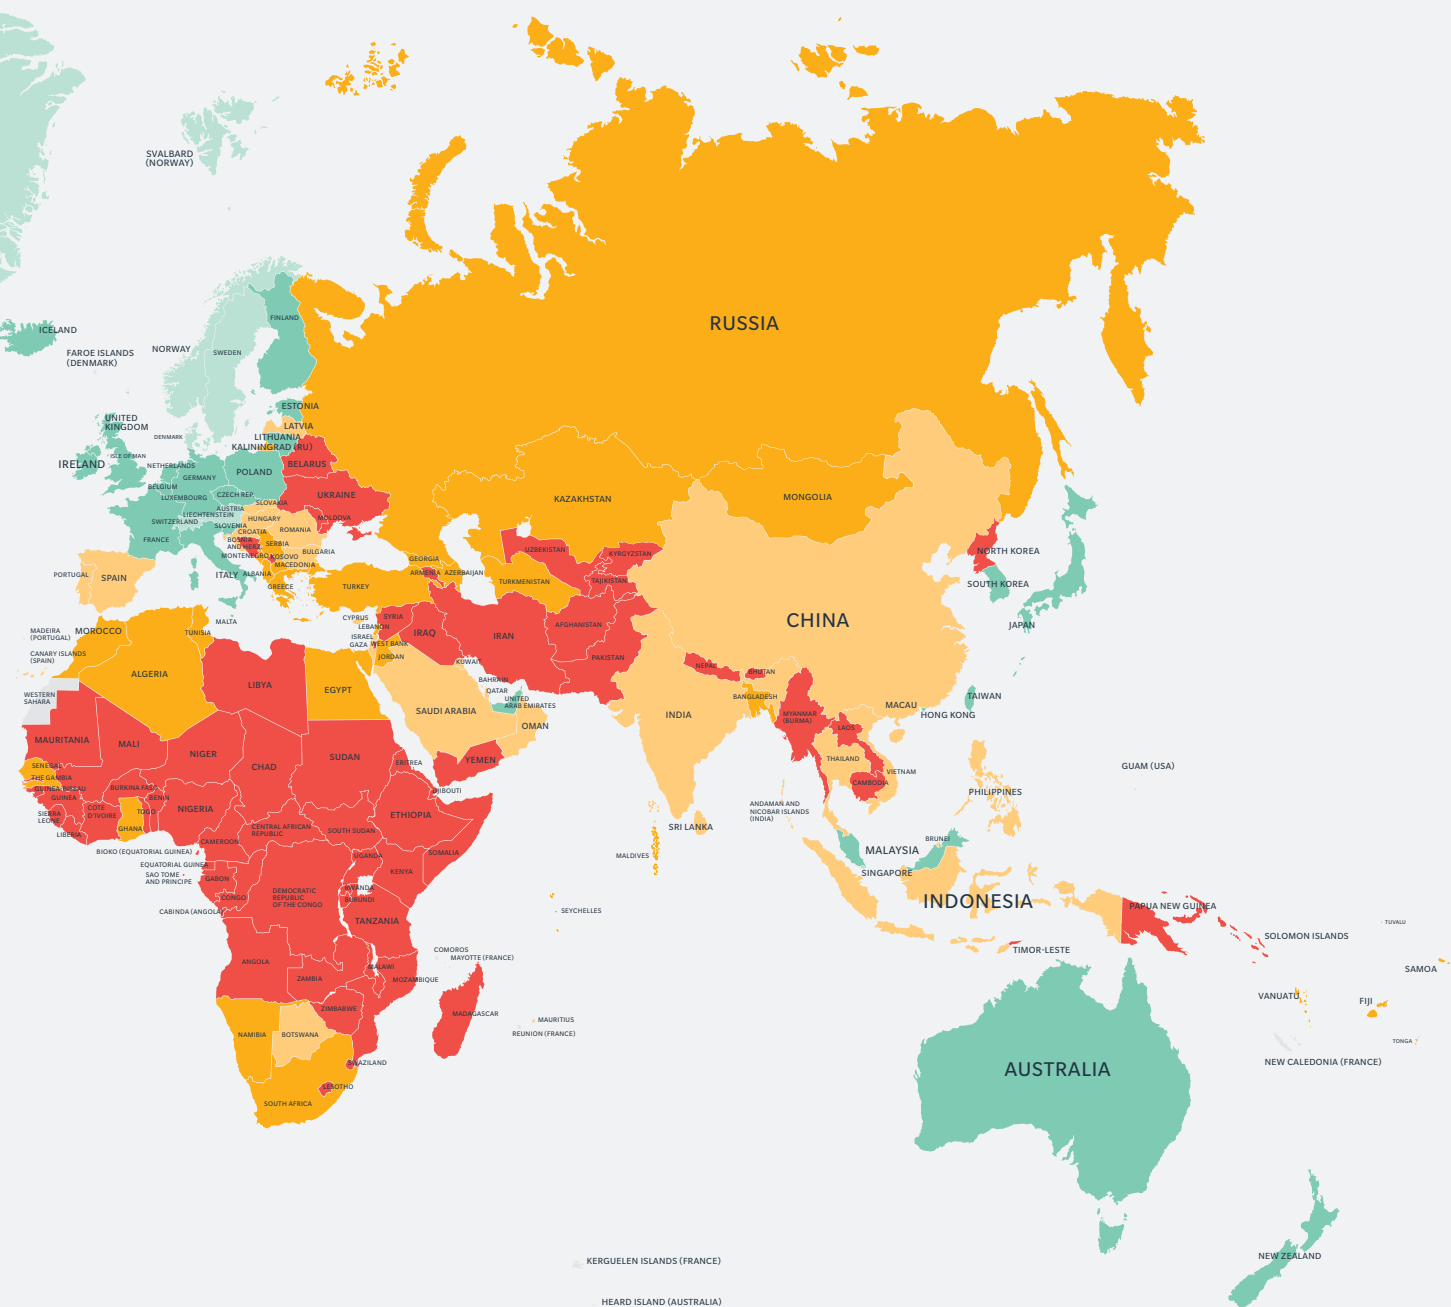 SVALBARD
(NORWAY)
RUSSIA
ICELAND
FINLAND
FAROE ISLANDS
(DENMARK)
NORWAY
SWEDEN
ESTONIA
LATVIA
UNITED
KINGDOM
DENMARK
LITHUANIA
KALININGRAD (RU)
ISLE OF MAN
IRELAND
NETHERLANDS
BELARUS
POLAND
GERMANY
BELGIUM
LUXEMBOURG
CZECH REP.
UKRAINE
SLOVAKIA
AUSTRIA
LIECHTENSTEIN
SWITZERLAND
HUNGARY
MOLDOVA
SLOVENIA
CROATIA
ROMANIA
FRANCE
BOSNIA
AND HERZ.
SERBIA
BULGARIA
MONTENEGRO
KOSOVO
MACEDONIA
ITALY
ALBANIA
GREECE
PORTUGAL
SPAIN
KAZAKHSTAN
MONGOLIA
GEORGIA
ARMENIA
AZERBAIJAN
TURKEY
UZBEKISTAN
KYRGYZSTAN
TURKMENISTAN
TAJIKISTAN
NORTH KOREA
SOUTH KOREA
JAPAN
CHINA
MALTA
CYPRUS
SYRIA
LEBANON
ISRAEL
GAZA
WEST BANK
JORDAN
IRAQ
IRAN
AFGHANISTAN
PAKISTAN
MADEIRA
(PORTUGAL)
MOROCCO
TUNISIA
CANARY ISLANDS
(SPAIN)
ALGERIA
LIBYA
EGYPT
KUWAIT
BAHRAIN
QATAR
UNITED
ARAB EMIRATES
SAUDI ARABIA
OMAN
YEMEN
NEPAL
BHUTAN
BANGLADESH
INDIA
MYANMAR
(BURMA)
LAOS
MACAU
HONG KONG
TAIWAN
THAILAND
VIETNAM
CAMBODIA
PHILIPPINES
GUAM (USA)
WESTERN
SAHARA
MAURITANIA
MALI
NIGER
CHAD
SUDAN
ERITREA
DJIBOUTI
SENEGAL
THE GAMBIA
GUINEA-BISSAU
GUINEA
SIERRA
LEONE
LIBERIA
COTE
D'IVOIRE
BURKINA FASO
GHANA
TOGO
BENIN
NIGERIA
ETHIOPIA
CENTRAL AFRICAN
REPUBLIC
SOUTH SUDAN
CAMEROON
BIOKO (EQUATORIAL GUINEA)
EQUATORIAL GUINEA
SAO TOME
AND PRINCIPE
GABON
CONGO
CABINDA (ANGOLA)
DEMOCRATIC
REPUBLIC
OF THE CONGO
UGANDA
KENYA
SOMALIA
RWANDA
BURUNDI
TANZANIA
ANDAMAN AND
NICOBAR ISLANDS
(INDIA)
SRI LANKA
MALDIVES
SEYCHELLES
BRUNEI
MALAYSIA
SINGAPORE
INDONESIA
PAPUA NEW GUINEA
SOLOMON ISLANDS
TIMOR-LESTE
TUVALU
SAMOA
VANUATU
FIJI
TONGA
NEW CALEDONIA (FRANCE)
COMOROS
MAYOTTE (FRANCE)
ANGOLA
ZAMBIA
MALAWI
MOZAMBIQUE
ZIMBABWE
MADAGASCAR
MAURITIUS
REUNION (FRANCE)
NAMIBIA
BOTSWANA
SWAZILAND
LESOTHO
SOUTH AFRICA
AUSTRALIA
NEW ZEALAND
KERGUELEN ISLANDS (FRANCE)
HEARD ISLAND (AUSTRALIA)